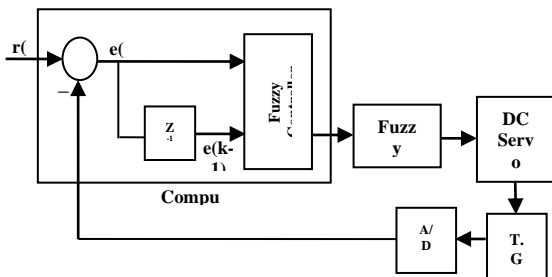 r(
e(
–
Z
-1
e(k-
1)
Fuzzy
Controller
Fuzz
y
DC
Serv
o
Compu
A/
D
T.
G